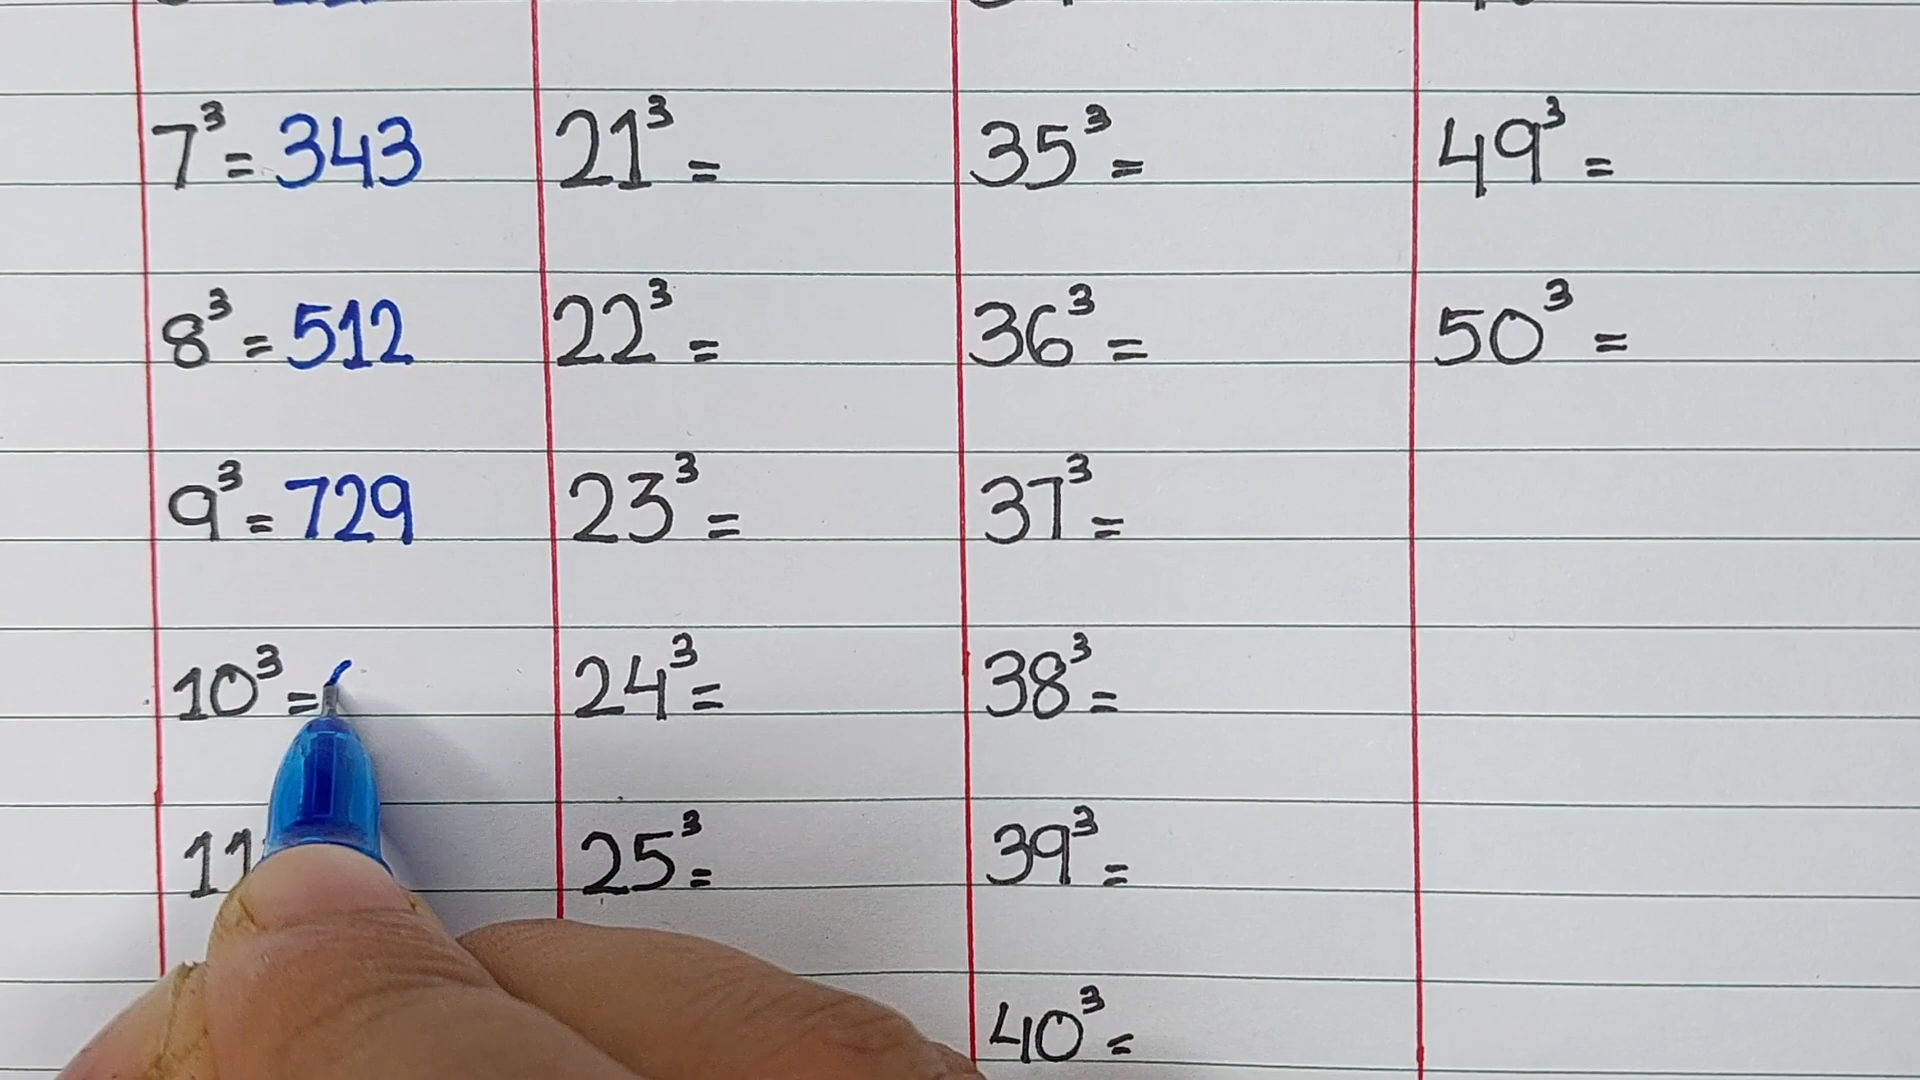 7³ = 343 21³ = 35³ = 49³ =
8³ = 512 22³ = 36³ = 50³ =
9³ = 729 23³ = 37³ =
10³ = 24³ = 38³ =
11 25³ = 39³ =
40³ =